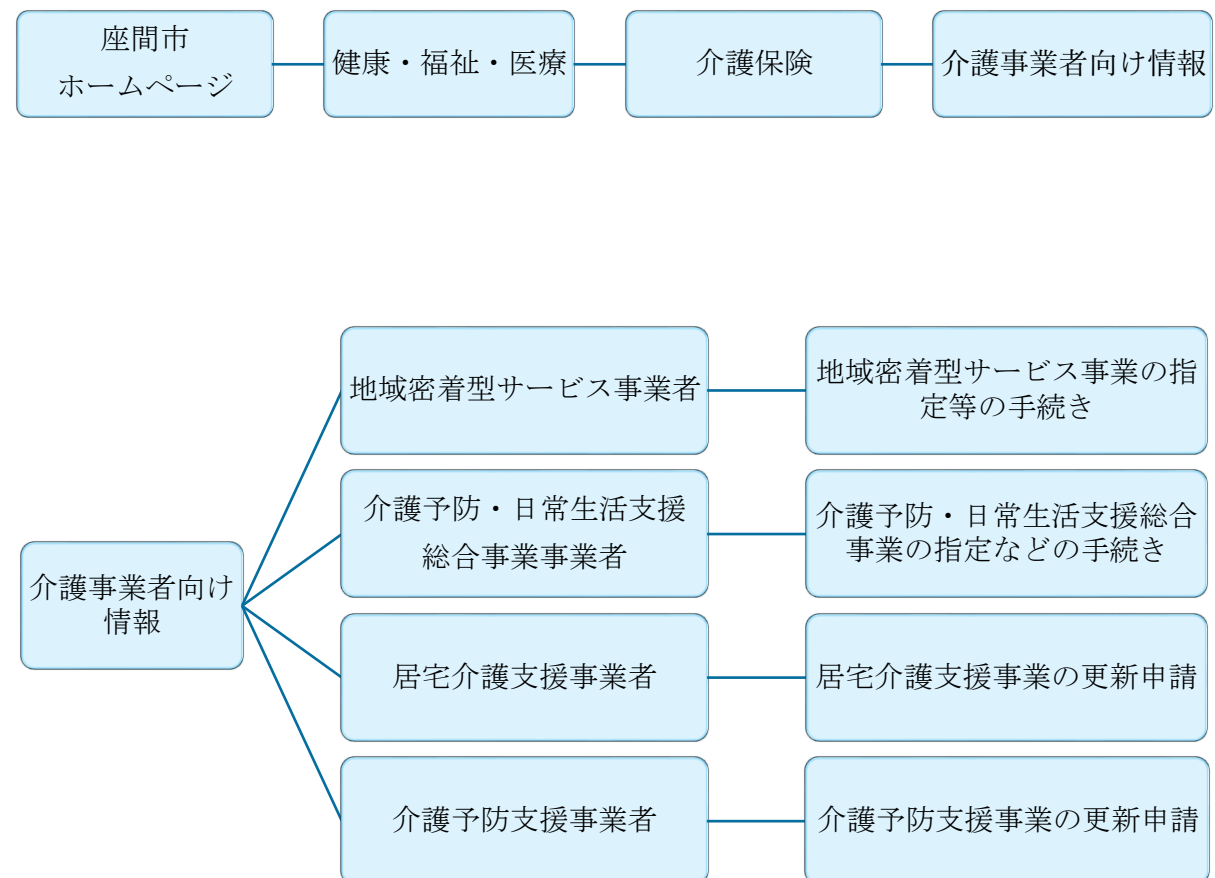 座間市
ホームページ
健康・福祉・医療
介護保険
介護事業者向け情報
介護事業者向け
情報
地域密着型サービス事業者
地域密着型サービス事業の指
定等の手続き
介護予防・日常生活支援
総合事業事業者
介護予防・日常生活支援総合
事業の指定などの手続き
居宅介護支援事業者
居宅介護支援事業の更新申請
介護予防支援事業者
介護予防支援事業の更新申請